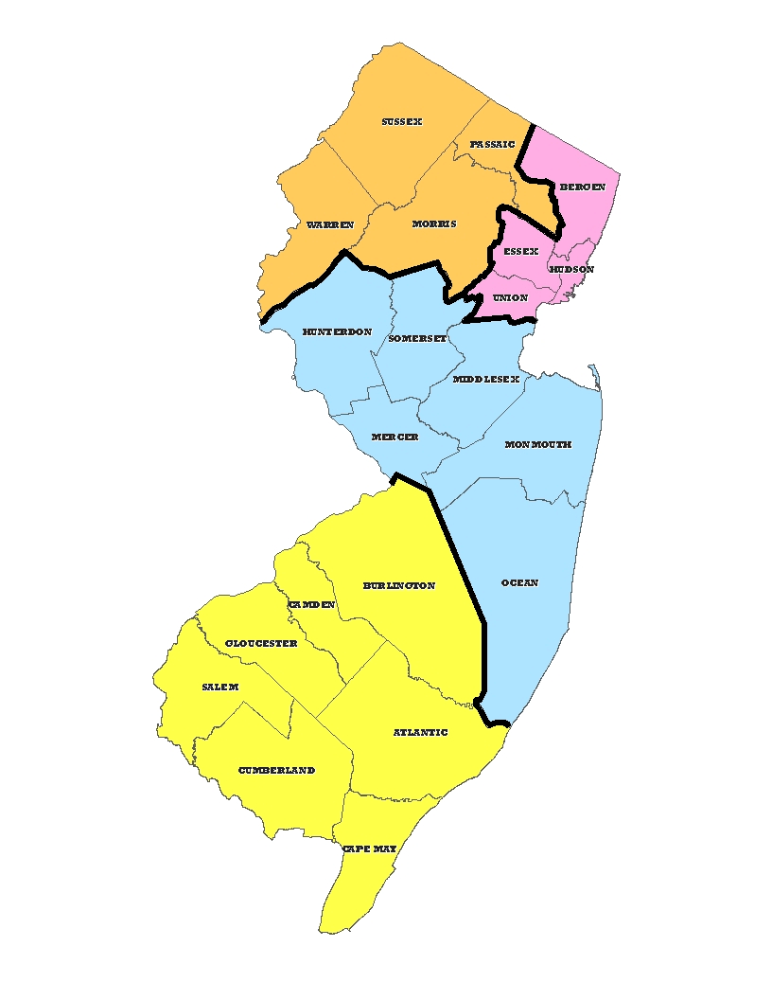 SUSSEX
PASSAIC
BERGEN
WARREN
MORRIS
ESSEX
HUDSON
UNION
HUNTERDON
SOMERSET
MIDDLESEX
MERCER
MONMOUTH
OCEAN
BURLINGTON
CAMDEN
GLOUCESTER
SALEM
ATLANTIC
CUMBERLAND
CAPE MAY